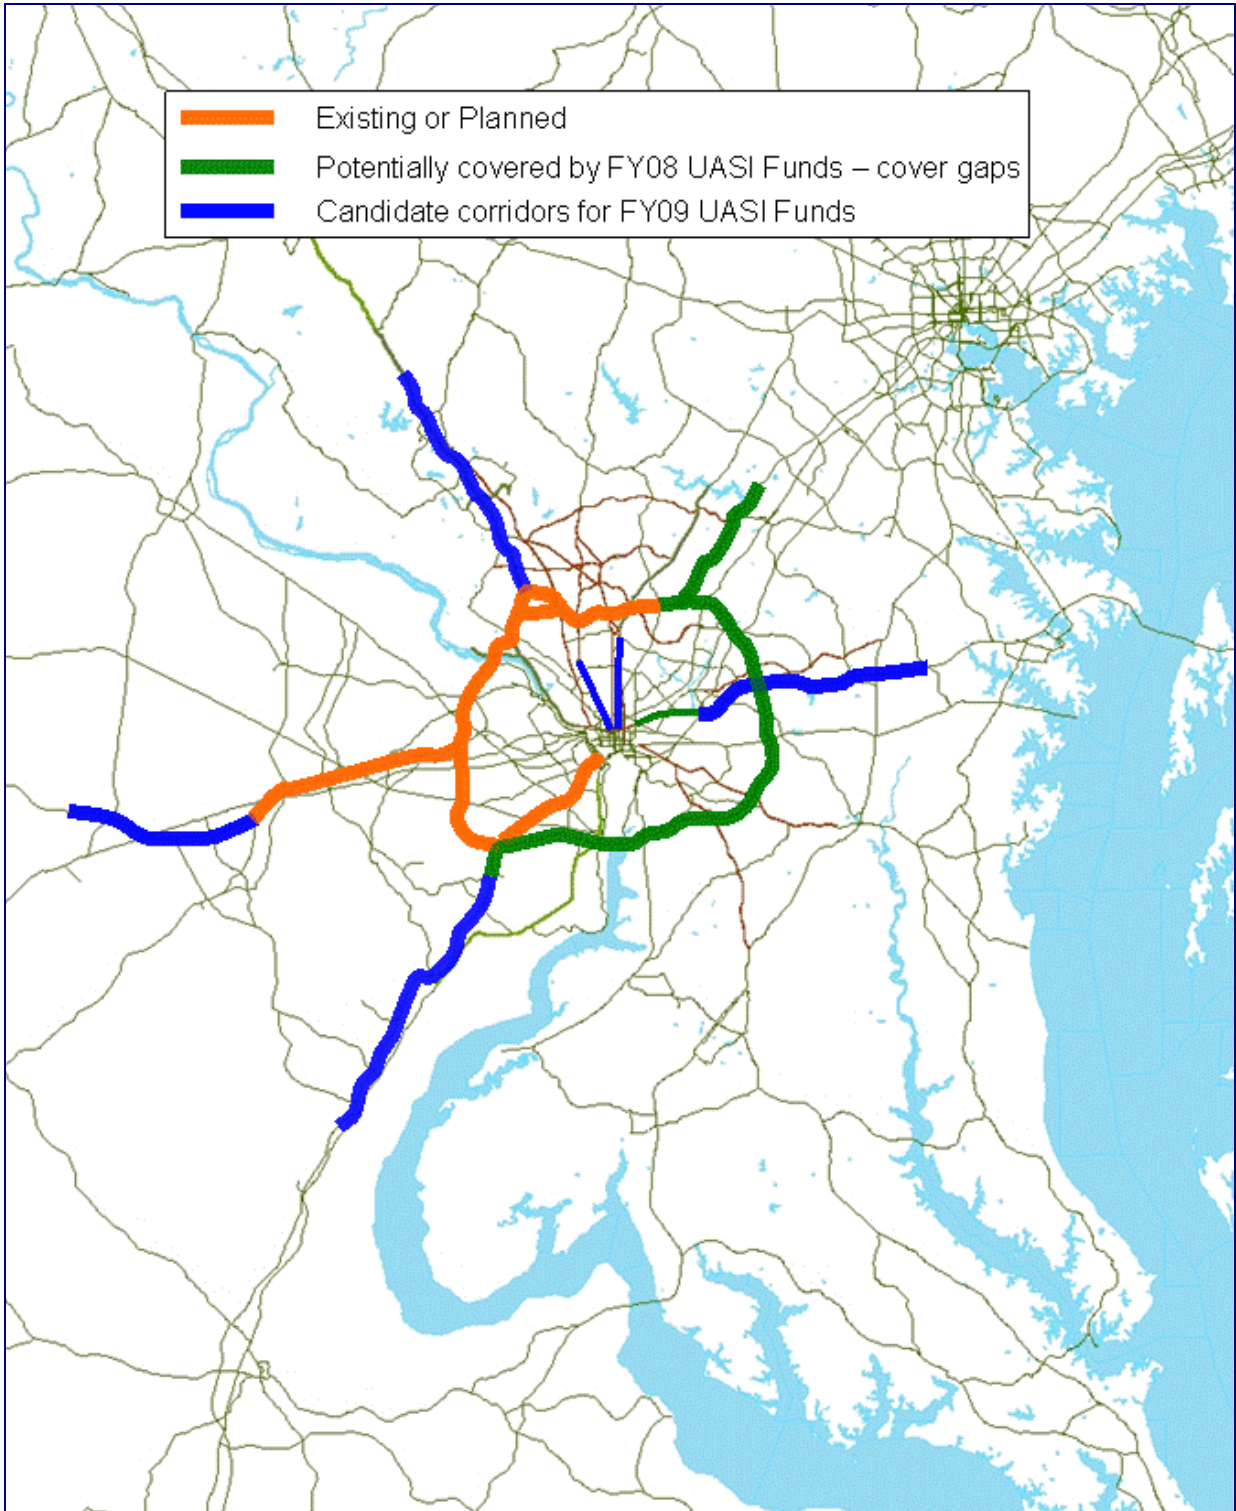 Existing or Planned
Potentially covered by FY08 UASI Funds – cover gaps
Candidate corridors for FY09 UASI Funds